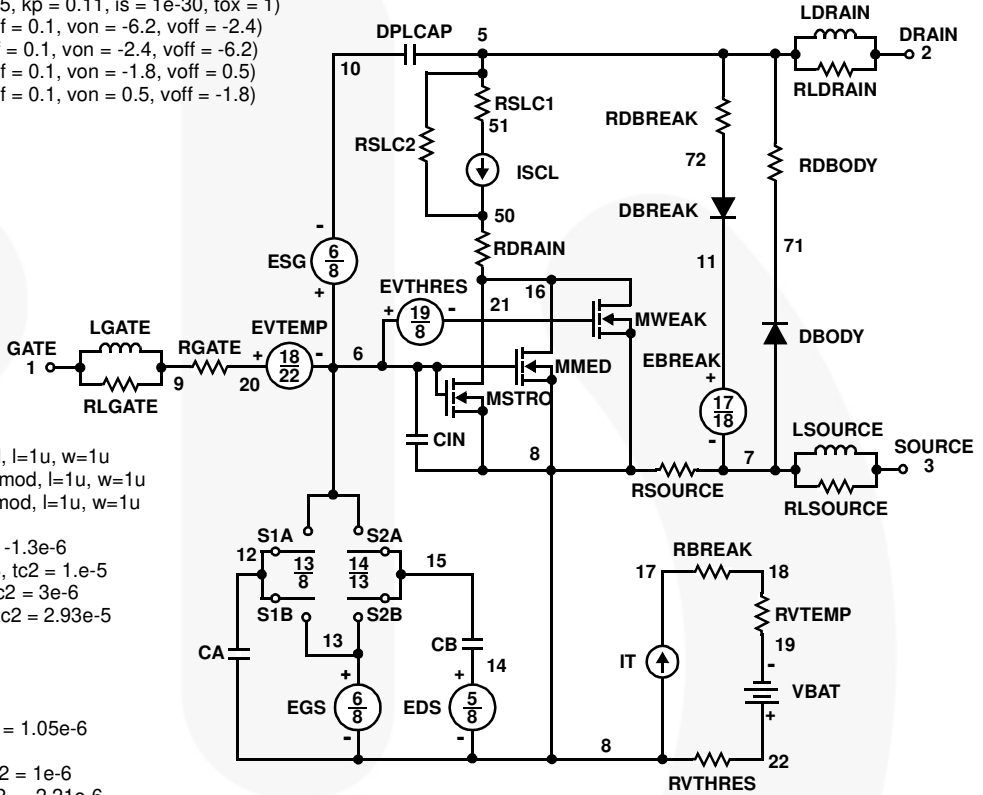 5, kp = 0.11, is = 1e-30, tox = 1)
f = 0.1, von = -6.2, voff = -2.4)
= 0.1, von = -2.4, voff = -6.2)
f = 0.1, von = -1.8, voff = 0.5)
f = 0.1, von = 0.5, voff = -1.8)
LDRAIN
DPLCAP 5 DRAIN
10 2
RLDRAIN
RSLC1
RDBREAK
51
RSLC2
72
ISCL RDBODY
DBREAK
50
-
RDRAIN 71
ESG 6/8 11
EVTHRES 16
+ 21
+ 19/8 -
MWEAK
LGATE EVTEMP
DBODY
GATE RGATE + 18/22 - 6 EBREAK
1 MMED
9 20 +
RLGATE MSTRO 17/18
-
LSOURCE
CIN SOURCE
8 7 3
RSOURCE
RLSOURCE
, l=1u, w=1u
mod, l=1u, w=1u
mod, l=1u, w=1u
S1A S2A
-1.3e-6
RBREAK
12 13/8 14/13 15
17 18
, tc2 = 1.e-5
c2 = 3e-6
tc2 = 2.93e-5
S1B S2B RVTEMP
13 CB 19
CA IT
14 -
+ +
VBAT
EGS 6/8 EDS 5/8
+
= 1.05e-6
- -
8
22
2 = 1e-6
RVTHRES